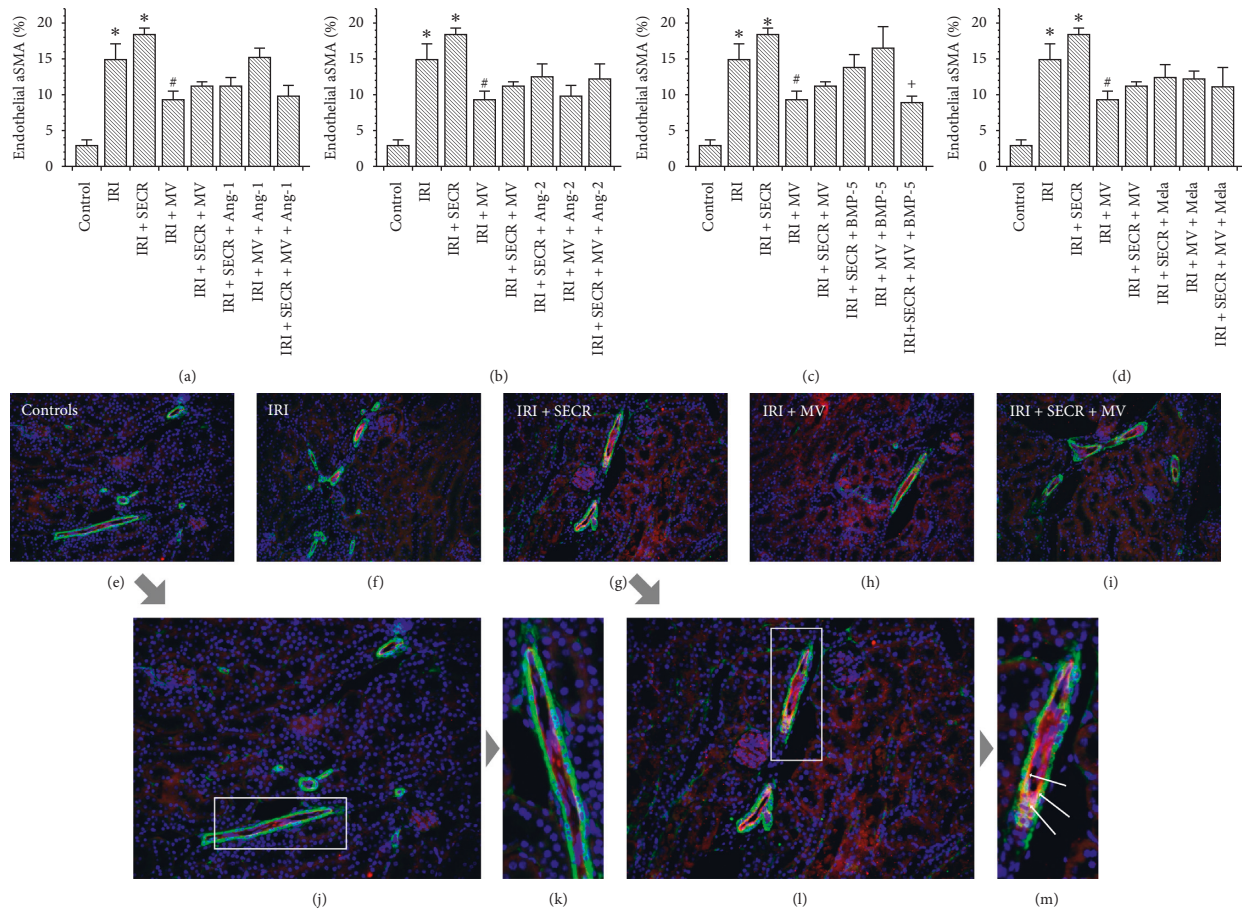 Endothelial aSMA (%)
20
15
10
5
0
*
*
#
Control
IRI
IRI + SECR
IRI + MV
IRI + SECR + MV
IRI + SECR + Ang-1
IRI + MV + Ang-1
IRI + SECR + MV + Ang-1
(a)
Endothelial aSMA (%)
20
15
10
5
0
*
*
#
Control
IRI
IRI + SECR
IRI + MV
IRI + SECR + MV
IRI + SECR + Ang-2
IRI + MV + Ang-2
IRI + SECR + MV + Ang-2
(b)
Endothelial aSMA (%)
20
15
10
5
0
*
*
#
+
Control
IRI
IRI + SECR
IRI + MV
IRI + SECR + MV
IRI + SECR + BMP-5
IRI + MV + BMP-5
IRI+SECR + MV + BMP-5
(c)
Endothelial aSMA (%)
20
15
10
5
0
*
*
#
Control
IRI
IRI + SECR
IRI + MV
IRI + SECR + MV
IRI + SECR + Mela
IRI + MV + Mela
IRI + SECR + MV + Mela
(d)
Controls
(e)
IRI
(f)
IRI + SECR
(g)
IRI + MV
(h)
IRI + SECR + MV
(i)
(j)
(k)
(l)
(m)